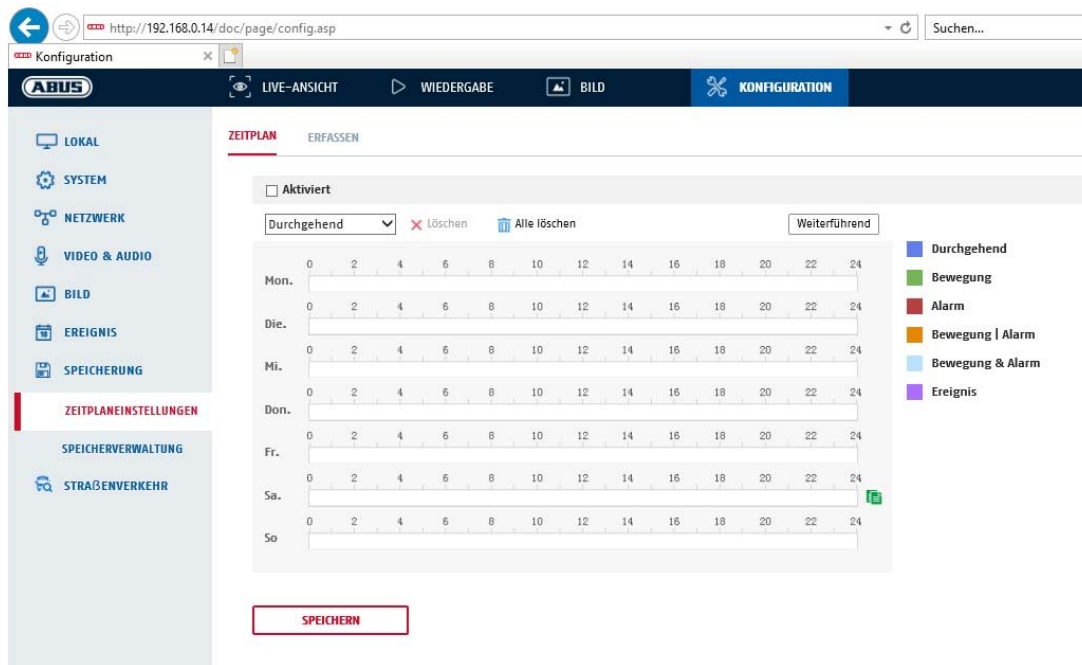 http://192.168.0.14/doc/page/config.asp
Suchen...
Konfiguration
ABUS
LIVE-ANSICHT
WIEDERGABE
BILD
KONFIGURATION
LOKAL
SYSTEM
NETZWERK
VIDEO & AUDIO
BILD
EREIGNIS
SPEICHERUNG
ZEITPLANEINSTELLUNGEN
SPEICHERVERWALTUNG
STRAßENVERKEHR
ZEITPLAN ERFASSEN
Aktiviert
Durchgehend Löschen Alle löschen Weiterführend
0 2 4 6 8 10 12 14 16 18 20 22 24
Mon.
0 2 4 6 8 10 12 14 16 18 20 22 24
Die.
0 2 4 6 8 10 12 14 16 18 20 22 24
Mi.
0 2 4 6 8 10 12 14 16 18 20 22 24
Don.
0 2 4 6 8 10 12 14 16 18 20 22 24
Fr.
0 2 4 6 8 10 12 14 16 18 20 22 24
Sa.
0 2 4 6 8 10 12 14 16 18 20 22 24
So
Durchgehend
Bewegung
Alarm
Bewegung | Alarm
Bewegung & Alarm
Ereignis
SPEICHERN